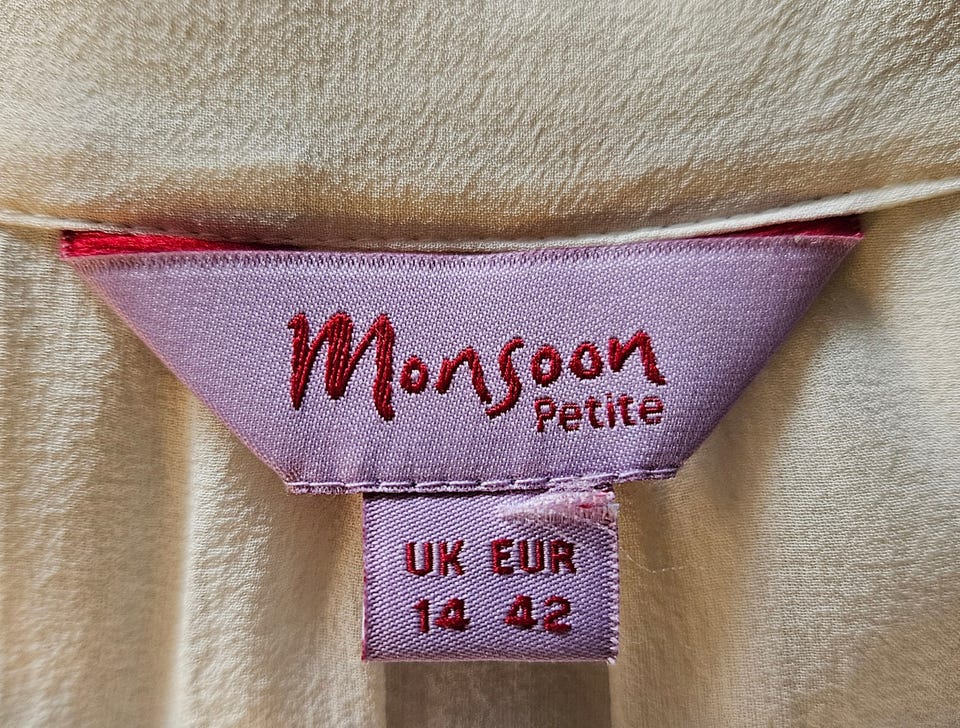 Monsoon
Petite
UK EUR
14 42